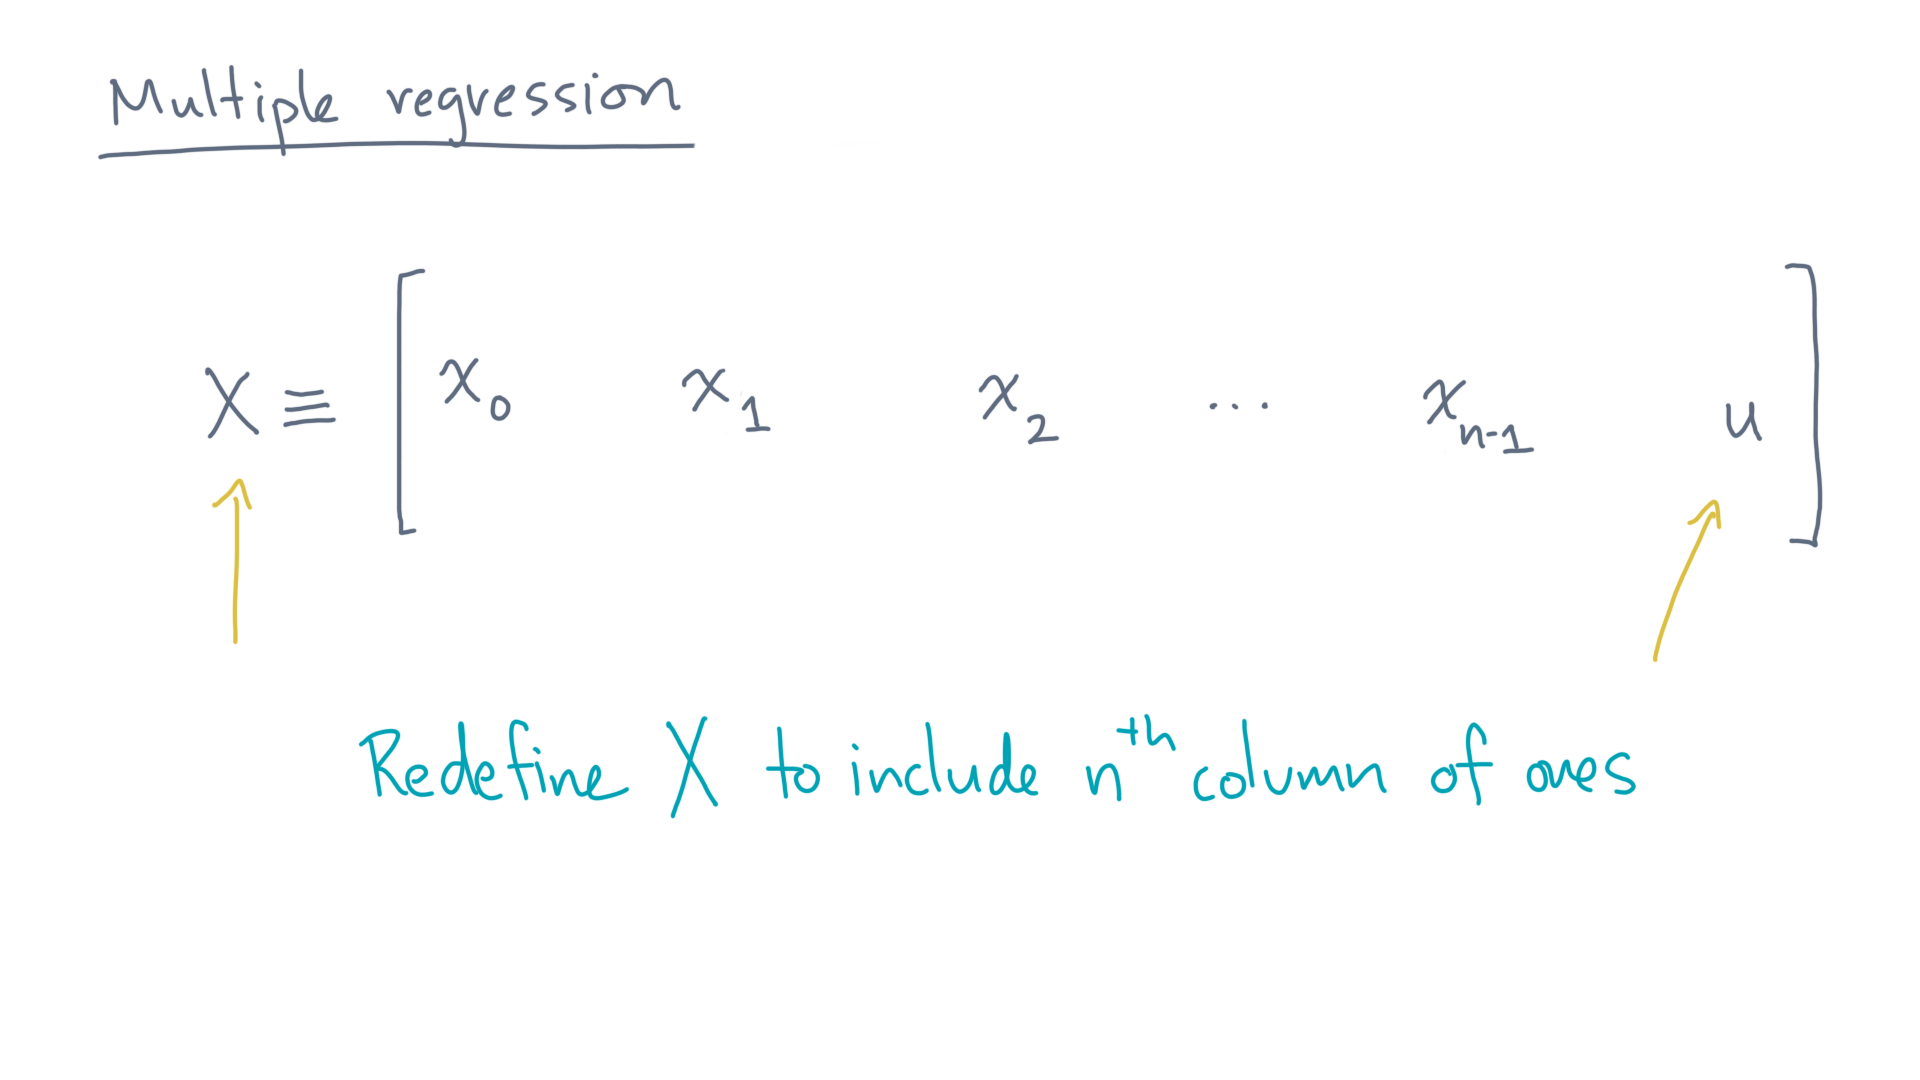 Multiple regression
X ≡ [ x₀ x₁ x₂ ... xₙ₋₁ u ]
Redefine X to include nᵗʰ column of ones